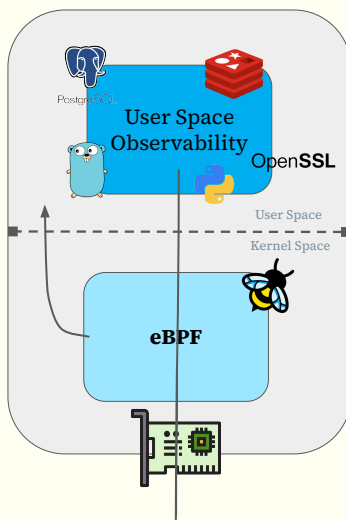 PostgreSQL
User Space
Observability
OpenSSL
User Space
Kernel Space
eBPF